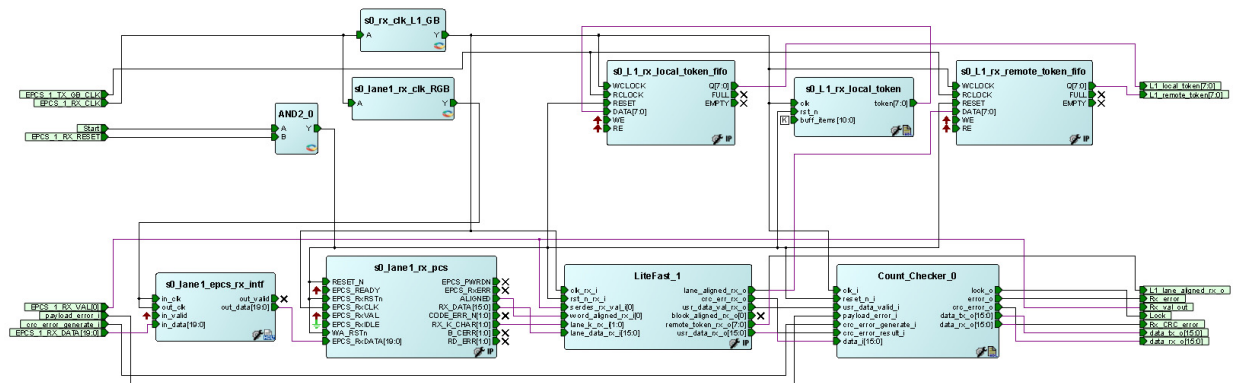 s0_rx_clk_L1_GB
A Y
s0_lane1_rx_clk_RGB
A Y
AND2_0
A Y
B
EPCS_1_TX_GB_CLK
EPCS_1_RX_CLK
Start
EPCS_1_RX_RESET
s0_L1_rx_local_token_fifo
WCLOCK Q[7:0]
RCLOCK FULL
RESET EMPTY
DATA[7:0]
WE
RE
IP
s0_L1_rx_local_token
clk token[7:0]
rst_n
K buff_items[10:0]
s0_L1_rx_remote_token_fifo
WCLOCK Q[7:0]
RCLOCK FULL
RESET EMPTY
DATA[7:0]
WE
RE
IP
L1_local_token[7:0]
L1_remote_token[7:0]
EPCS_1_RX_VAL[0]
payload_error_i
crc_error_generate_i
EPCS_1_RX_DATA[19:0]
s0_lane1_epcs_rx_intf
in_clk out_valid
out_clk out_data[19:0]
in_valid
in_data[19:0]
s0_lane1_rx_pcs
RESET_N EPCS_PWRDN
EPCS_READY EPCS_RxERR
EPCS_RxRSTn ALIGNED
EPCS_RxCLK RX_DATA[15:0]
EPCS_RxVAL CODE_ERR_N[1:0]
EPCS_RxIDLE RX_K_CHAR[1:0]
WA_RSTn B_CERR[1:0]
EPCS_RxDATA[19:0] RD_ERR[1:0]
IP
LiteFast_1
clk_rx_i lane_aligned_rx_o
rst_n_rx_i crc_err_rx_o
serdes_rx_val_i[0] usr_data_val_rx_o
word_aligned_rx_i[0] block_aligned_rx_o[0]
lane_k_rx_i[1:0] remote_token_rx_o[7:0]
lane_data_rx_i[15:0] usr_data_rx_o[15:0]
IP
Count_Checker_0
clk_i lock_o
reset_n_i error_o
usr_data_valid_i crc_error_o
payload_error_i data_tx_o[15:0]
crc_error_generate_i data_rx_o[15:0]
crc_error_result_i
data_i[15:0]
L1_lane_aligned_rx_o
Rx_error
Rx_val_out
Lock
Rx_CRC_error
data_tx_o[15:0]
data_rx_o[15:0]